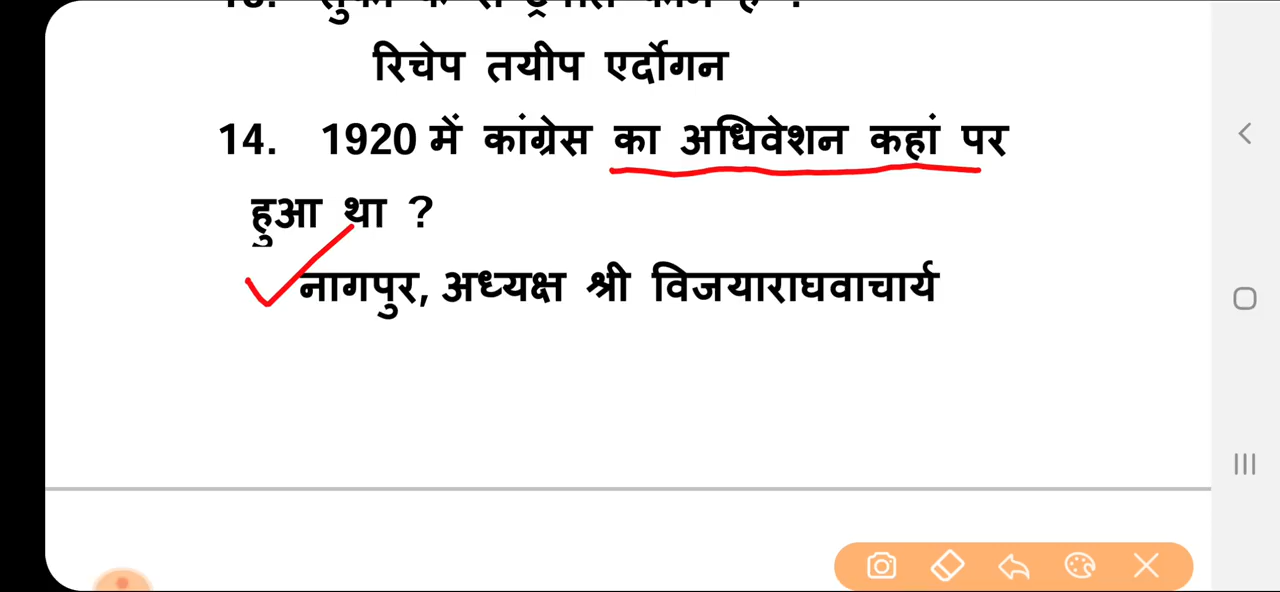 रिचेप तयीप एर्दोगन
14. 1920 में कांग्रेस का अधिवेशन कहां पर
हुआ था ?
नागपुर, अध्यक्ष श्री विजयाराघवाचार्य